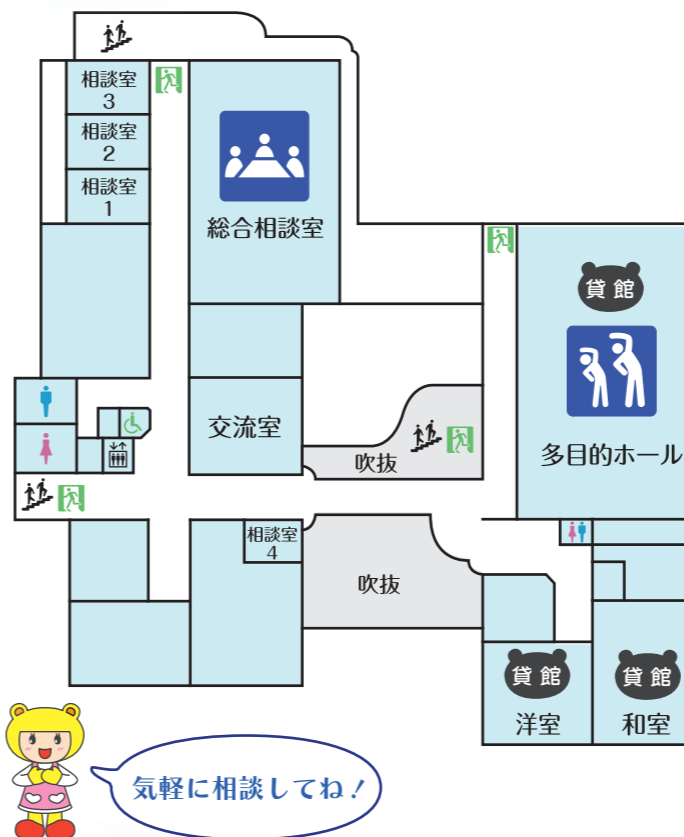 相談室
3
相談室
2
相談室
1
総合相談室
貸館
多目的ホール
交流室
吹抜
相談室
4
吹抜
貸館
洋室
貸館
和室
気軽に相談してね！